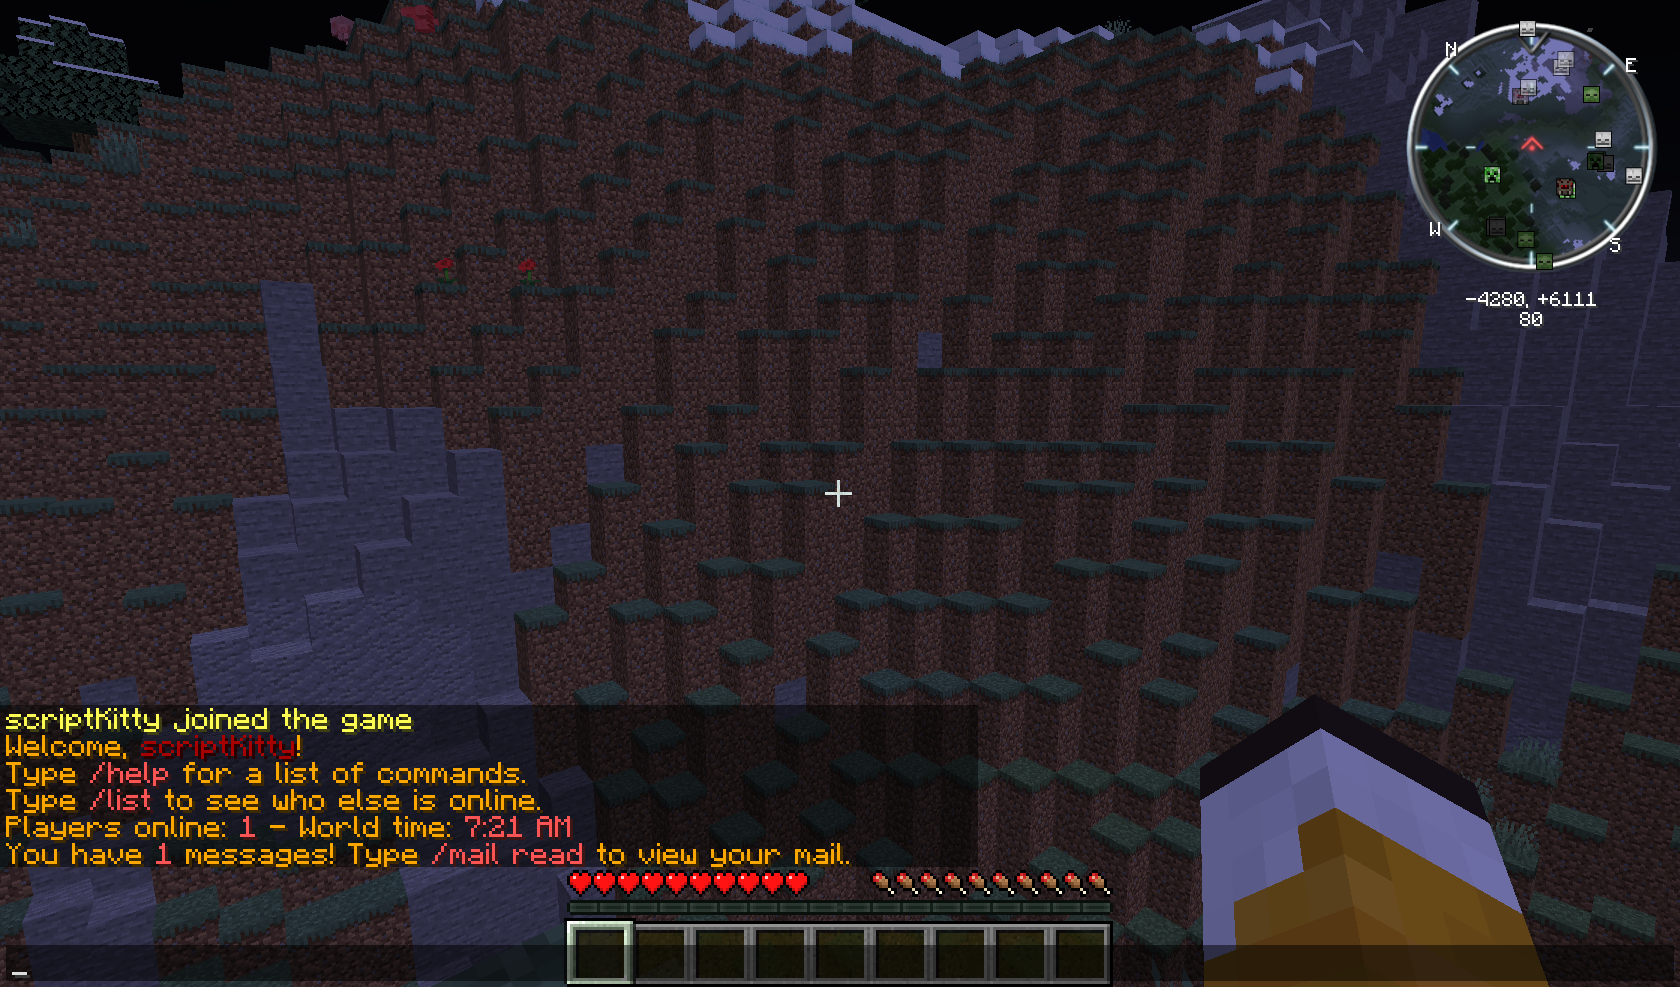 N
E
W
S
-4280, +6111
80
scriptKitty joined the game
Welcome, scriptKitty!
Type /help for a list of commands.
Type /list to see who else is online.
Players online: 1 - World time: 7:21 AM
You have 1 messages! Type /mail read to view your mail.
_